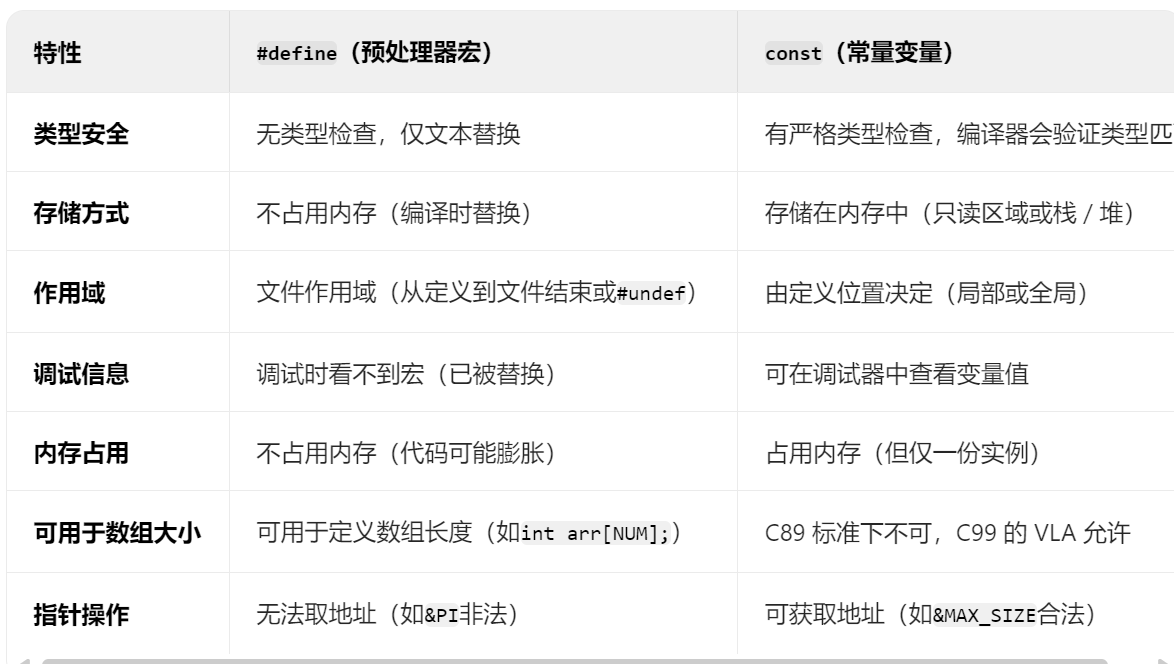 特性 #define（预处理器宏） const（常量变量）
类型安全 无类型检查，仅文本替换 有严格类型检查，编译器会验证类型匹
存储方式 不占用内存（编译时替换） 存储在内存中（只读区域或栈 / 堆）
作用域 文件作用域（从定义到文件结束或#undef） 由定义位置决定（局部或全局）
调试信息 调试时看不到宏（已被替换） 可在调试器中查看变量值
内存占用 不占用内存（代码可能膨胀） 占用内存（但仅一份实例）
可用于数组大小 可用于定义数组长度（如int arr[NUM];） C89 标准下不可，C99 的 VLA 允许
指针操作 无法取地址（如&PI非法） 可获取地址（如&MAX_SIZE合法）